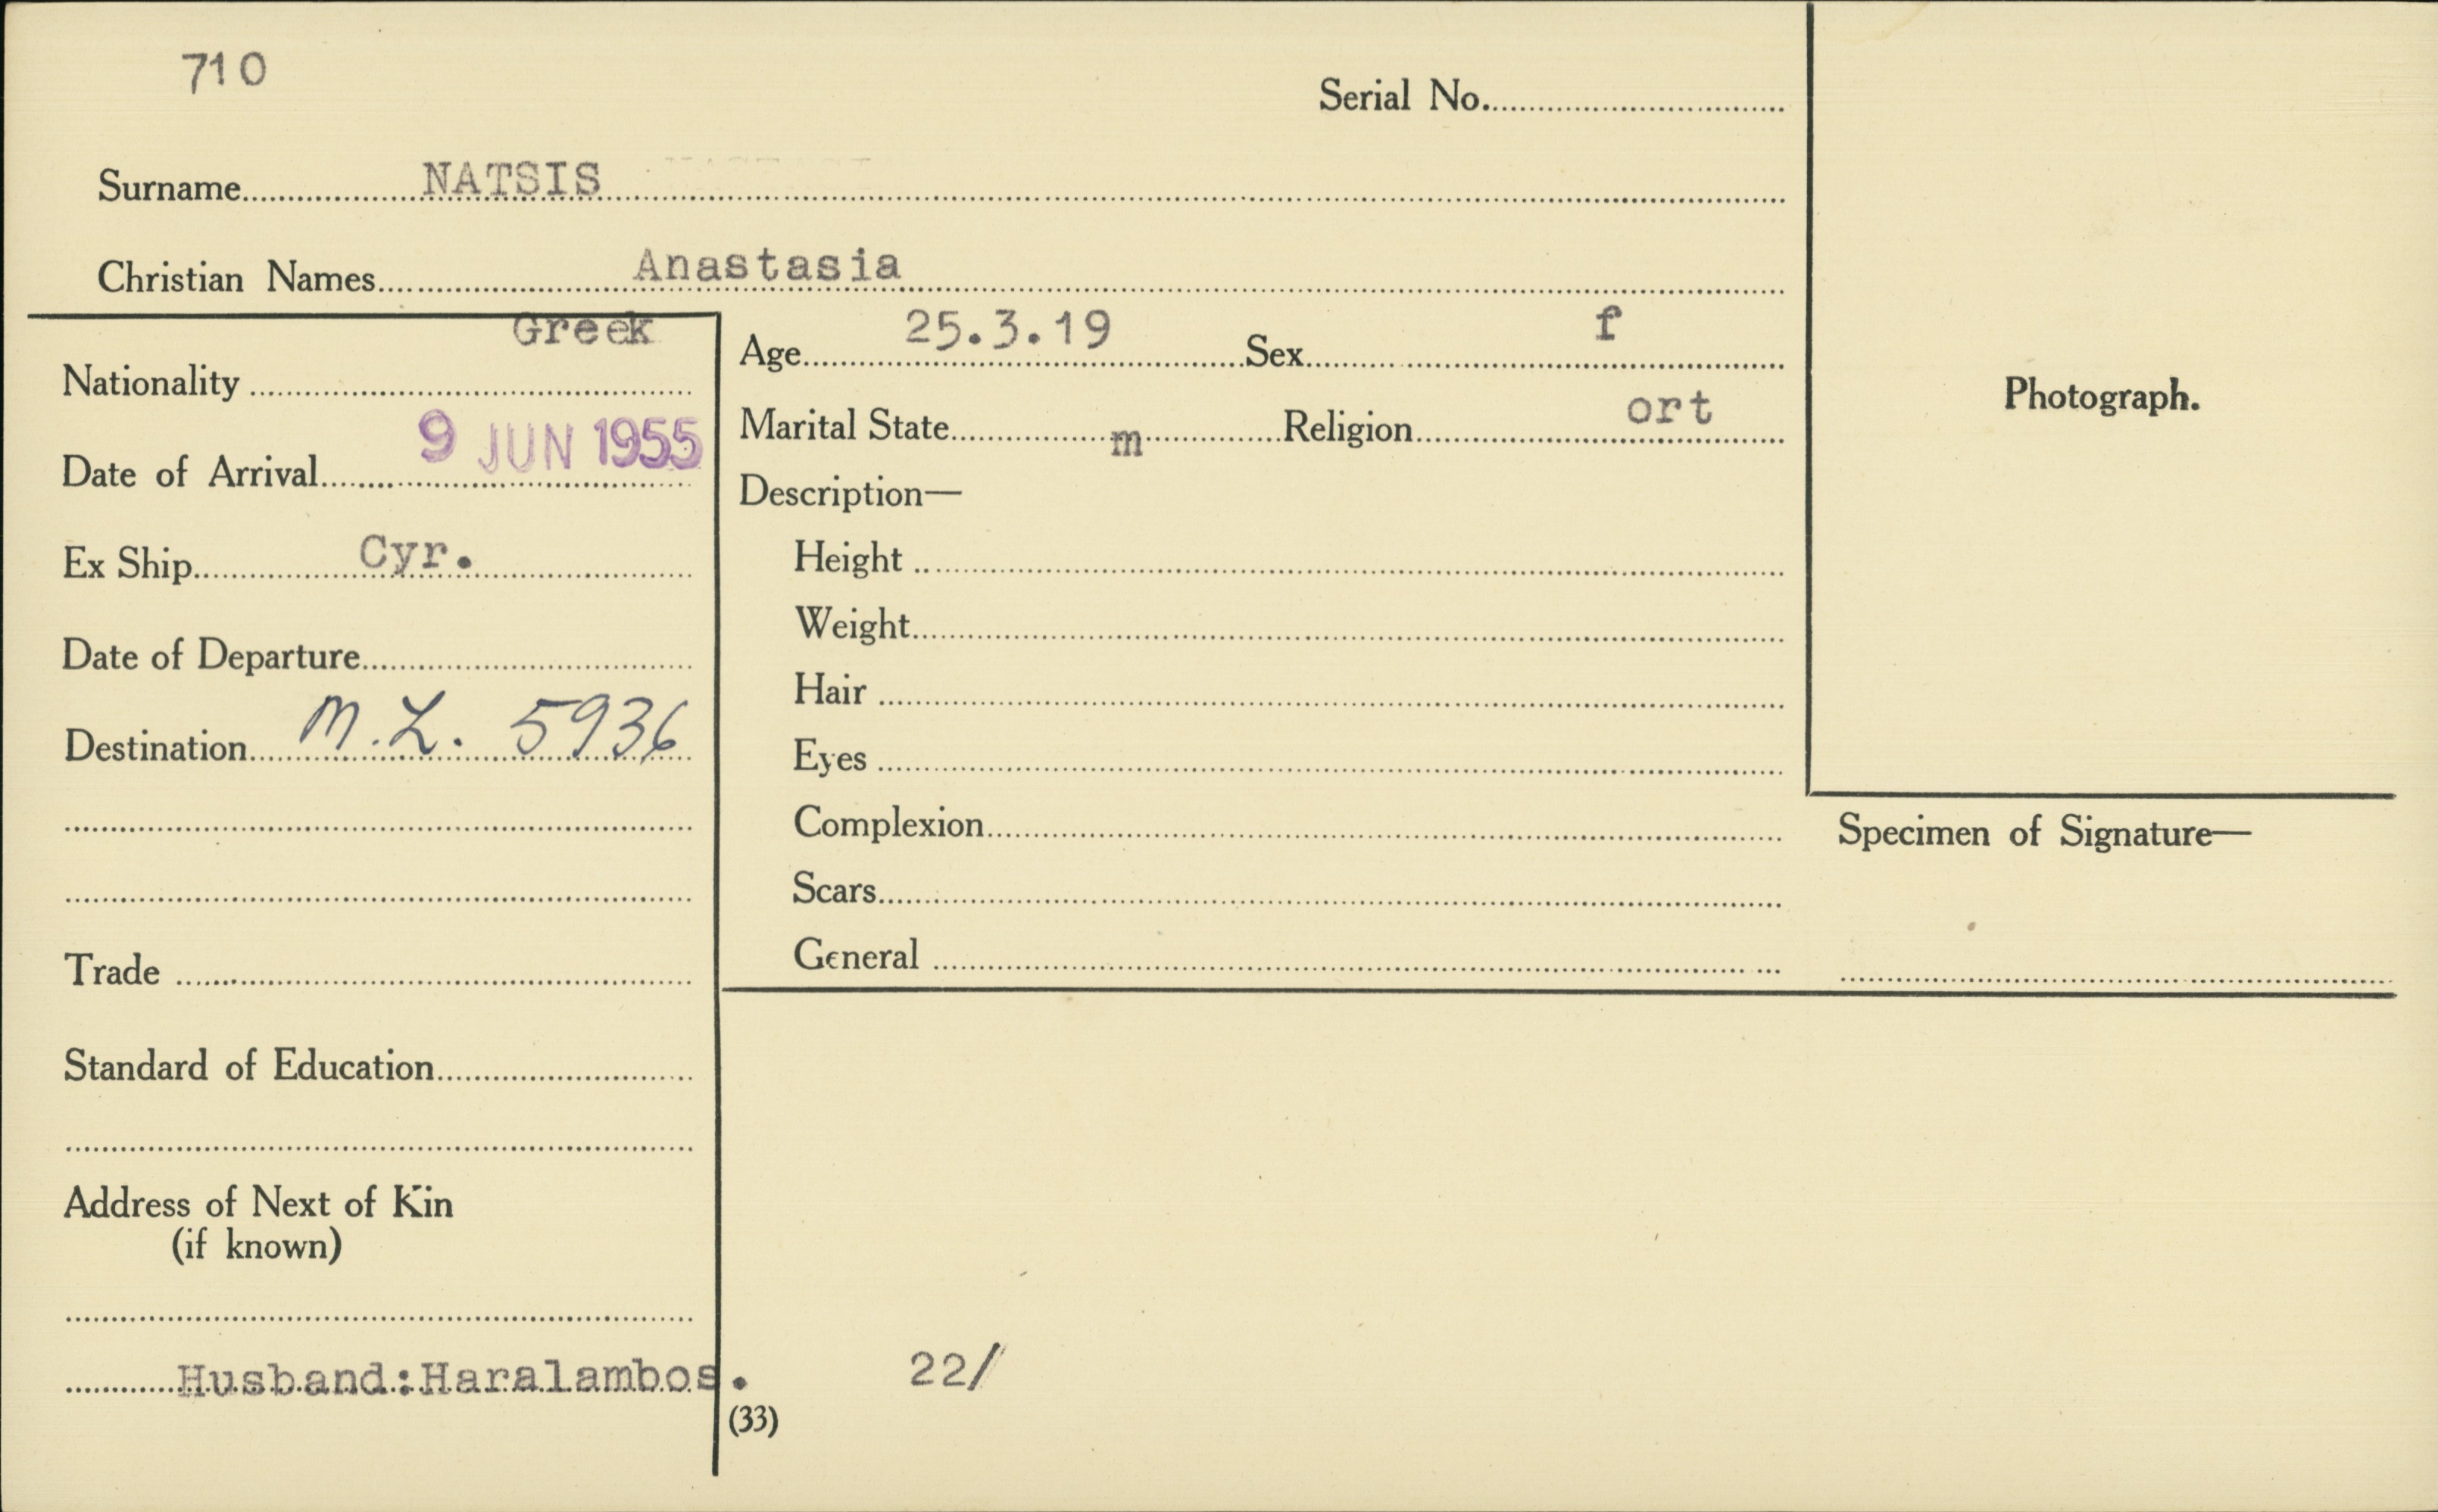 710
Serial No.
Surname NATSIS
Christian Names Anastasia
Nationality Greek
Date of Arrival 9 JUN 1955
Ex Ship Cyr.
Date of Departure
Destination M.L. 5936
Trade
Standard of Education
Address of Next of Kin
(if known)
Husband:Haralambos.
Age 25.3.19 Sex f
Marital State m Religion ort
Description—
Height
Weight
Hair
Eyes
Complexion
Scars
General
22/
(33)
Photograph.
Specimen of Signature—